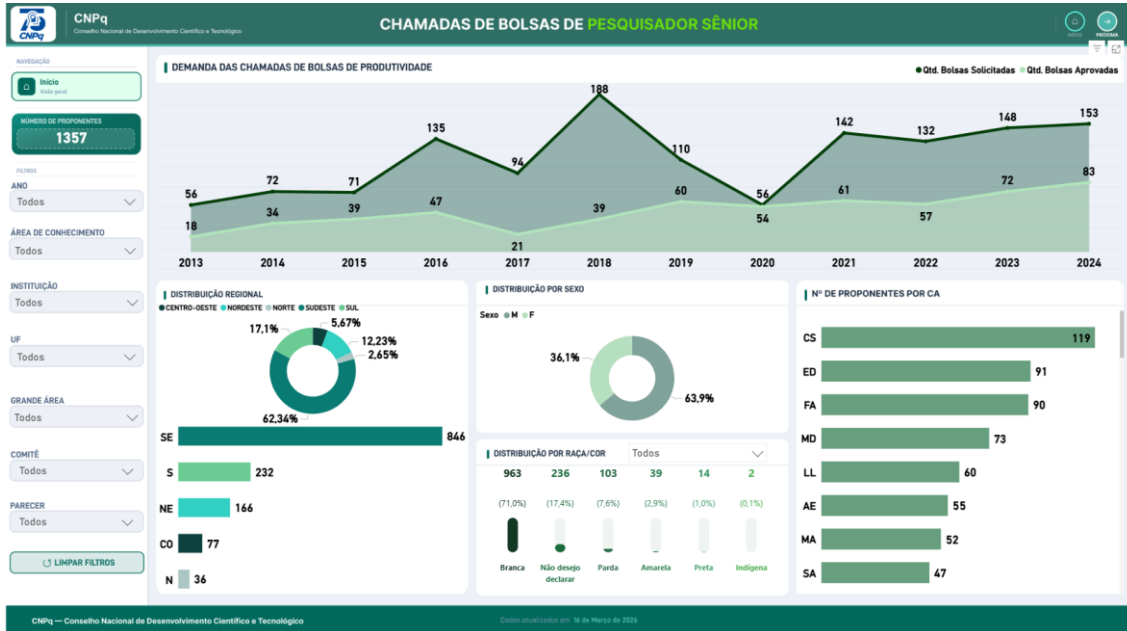 75
CNPq
CNPq
Conselho Nacional de Desenvolvimento Científico e Tecnológico
CHAMADAS DE BOLSAS DE PESQUISADOR SÊNIOR
INÍCIO
PRÓXIMA
NAVEGAÇÃO
Início
Visão geral
NÚMERO DE PROPONENTES
1357
FILTROS
ANO
Todos
ÁREA DE CONHECIMENTO
Todos
INSTITUIÇÃO
Todos
UF
Todos
GRANDE ÁREA
Todos
COMITÊ
Todos
PARECER
Todos
LIMPAR FILTROS
DEMANDA DAS CHAMADAS DE BOLSAS DE PRODUTIVIDADE
Qtd. Bolsas Solicitadas Qtd. Bolsas Aprovadas
56 72 71 135 94 188 110 56 142 132 148 153
18 34 39 47 21 39 60 54 61 57 72 83
2013 2014 2015 2016 2017 2018 2019 2020 2021 2022 2023 2024
DISTRIBUIÇÃO REGIONAL
CENTRO-OESTE NORDESTE NORTE SUDESTE SUL
17,1%
5,67%
12,23%
2,65%
62,34%
SE 846
S 232
NE 166
CO 77
N 36
DISTRIBUIÇÃO POR SEXO
Sexo M F
36,1%
63,9%
DISTRIBUIÇÃO POR RAÇA/COR Todos
963 236 103 39 14 2
(71,0%) (17,4%) (7,6%) (2,9%) (1,0%) (0,1%)
Branca Não desejo Parda Amarela Preta Indígena
declarar
Nº DE PROPONENTES POR CA
CS 119
ED 91
FA 90
MD 73
LL 60
AE 55
MA 52
SA 47
CNPq — Conselho Nacional de Desenvolvimento Científico e Tecnológico
Dados atualizados em 16 de Março de 2026